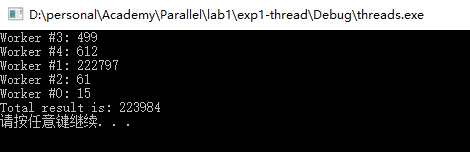 D:\personal\Academy\Parallel\lab1\exp1-thread\Debug\threads.exe
Worker #3: 499
Worker #4: 612
Worker #1: 222797
Worker #2: 61
Worker #0: 15
Total result is: 223984
请按任意键继续. . .